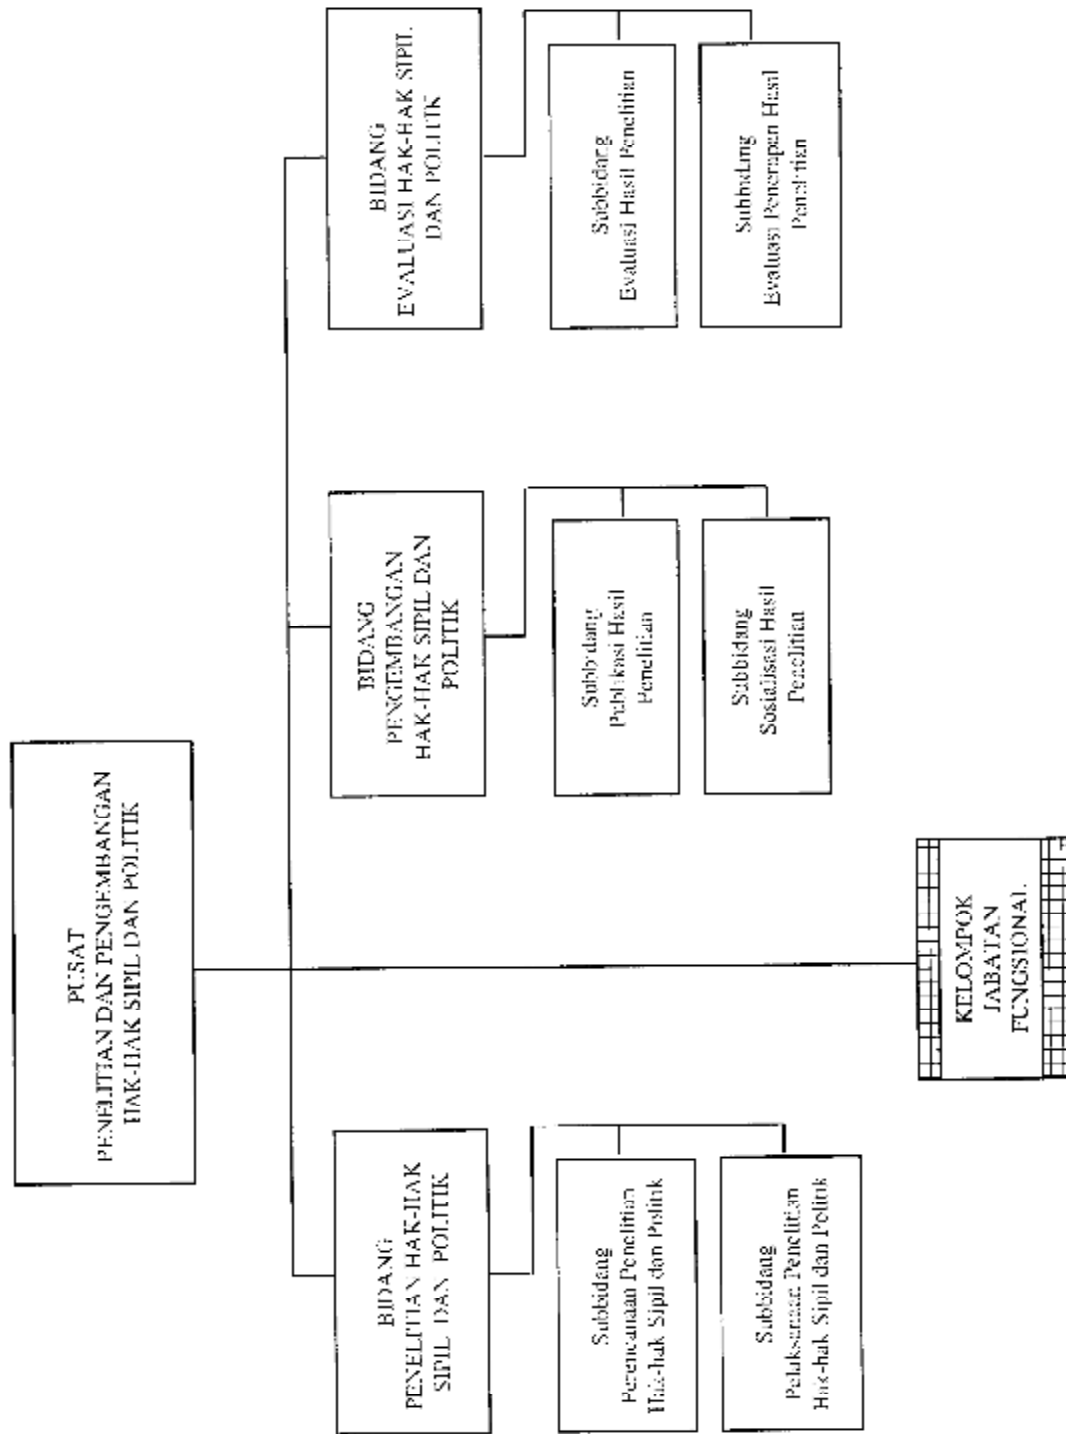 PUSAT
PENELITIAN DAN PENGEMBANGAN
HAK-HAK SIPIL DAN POLITIK
BIDANG
PENELITIAN HAK-HAK
SIPIL DAN POLITIK
BIDANG
PENGEMBANGAN
HAK-HAK SIPIL DAN
POLITIK
BIDANG
EVALUASI HAK-HAK SIPIL
DAN POLITIK
Subbidang
Perencanaan Penelitian
Hak-hak Sipil dan Politik
Subbidang
Pelaksanaan Penelitian
Hak-hak Sipil dan Politik
Subbidang
Publikasi Hasil
Penelitian
Subbidang
Sosialisasi Hasil
Penelitian
Subbidang
Evaluasi Hasil Penelitian
Subbidang
Evaluasi Penerapan Hasil
Penelitian
KELOMPOK
JABATAN
FUNGSIONAL